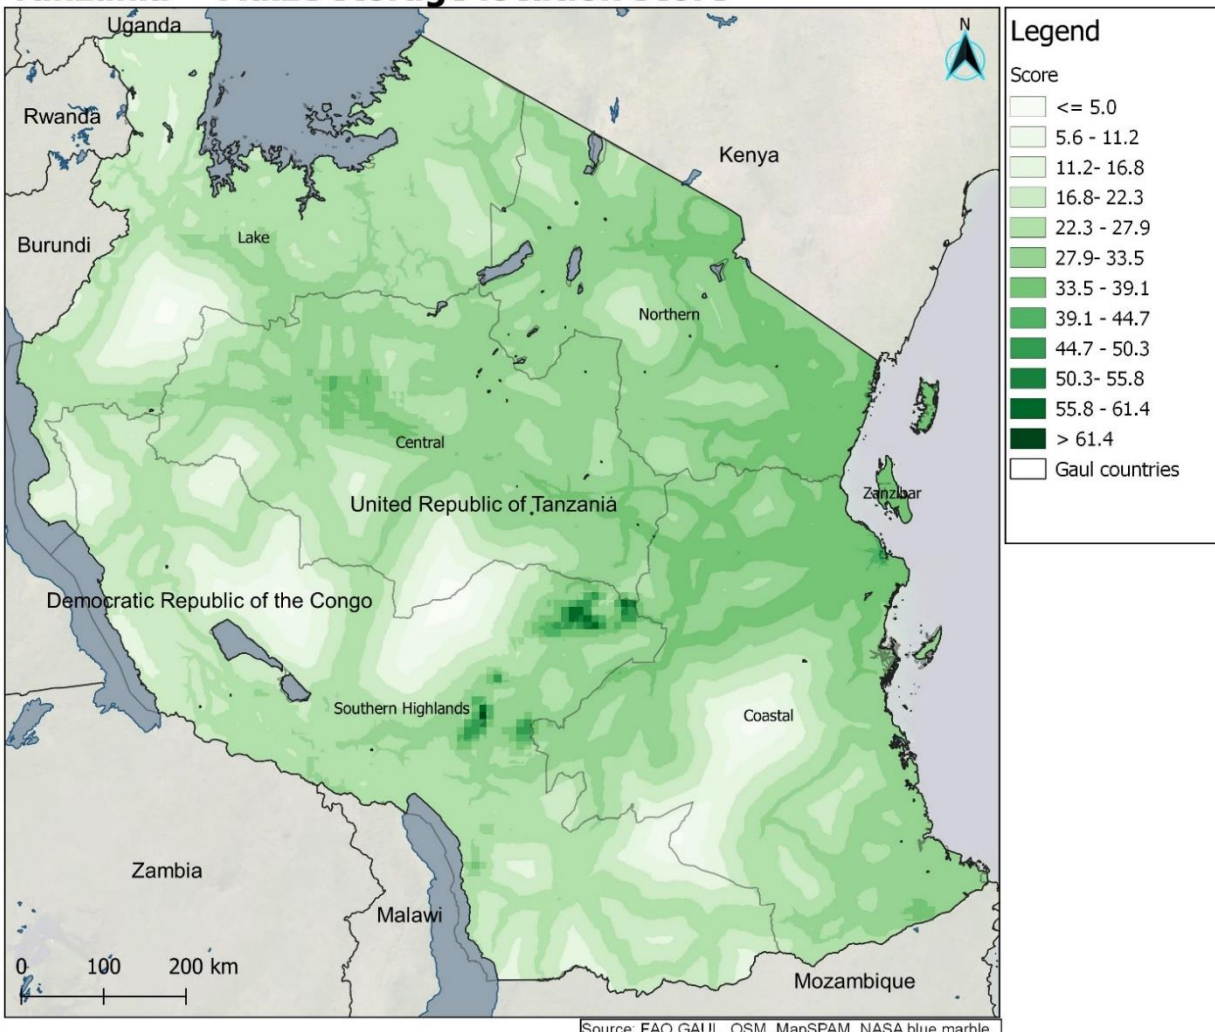 Uganda
N
Rwanda
Kenya
Burundi
Lake
Northern
Central
United Republic of Tanzania
Zanzibar
Democratic Republic of the Congo
Southern Highlands
Coastal
Zambia
Malawi
Mozambique
0 100 200 km
Legend
Score
<= 5.0
5.6 - 11.2
11.2- 16.8
16.8- 22.3
22.3 - 27.9
27.9- 33.5
33.5 - 39.1
39.1 - 44.7
44.7 - 50.3
50.3- 55.8
55.8 - 61.4
> 61.4
Gaul countries
Source: FAO GAUL, OSM, MapSPAM, NASA blue marble